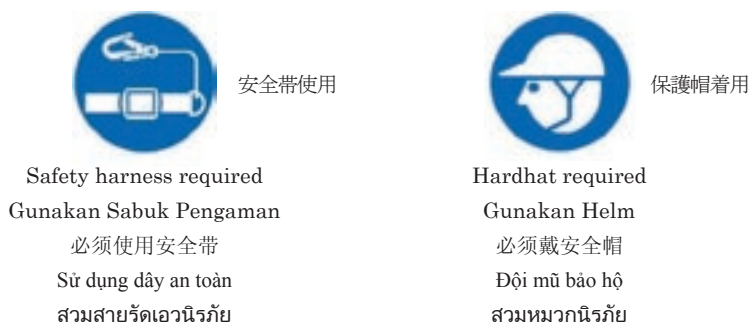 安全帯使用
Safety harness required
Gunakan Sabuk Pengaman
必须使用安全带
Sử dụng dây an toàn
สวมสายรัดเอวนิรภัย
保護帽着用
Hardhat required
Gunakan Helm
必须戴安全帽
Đội mũ bảo hộ
สวมหมวกนิรภัย